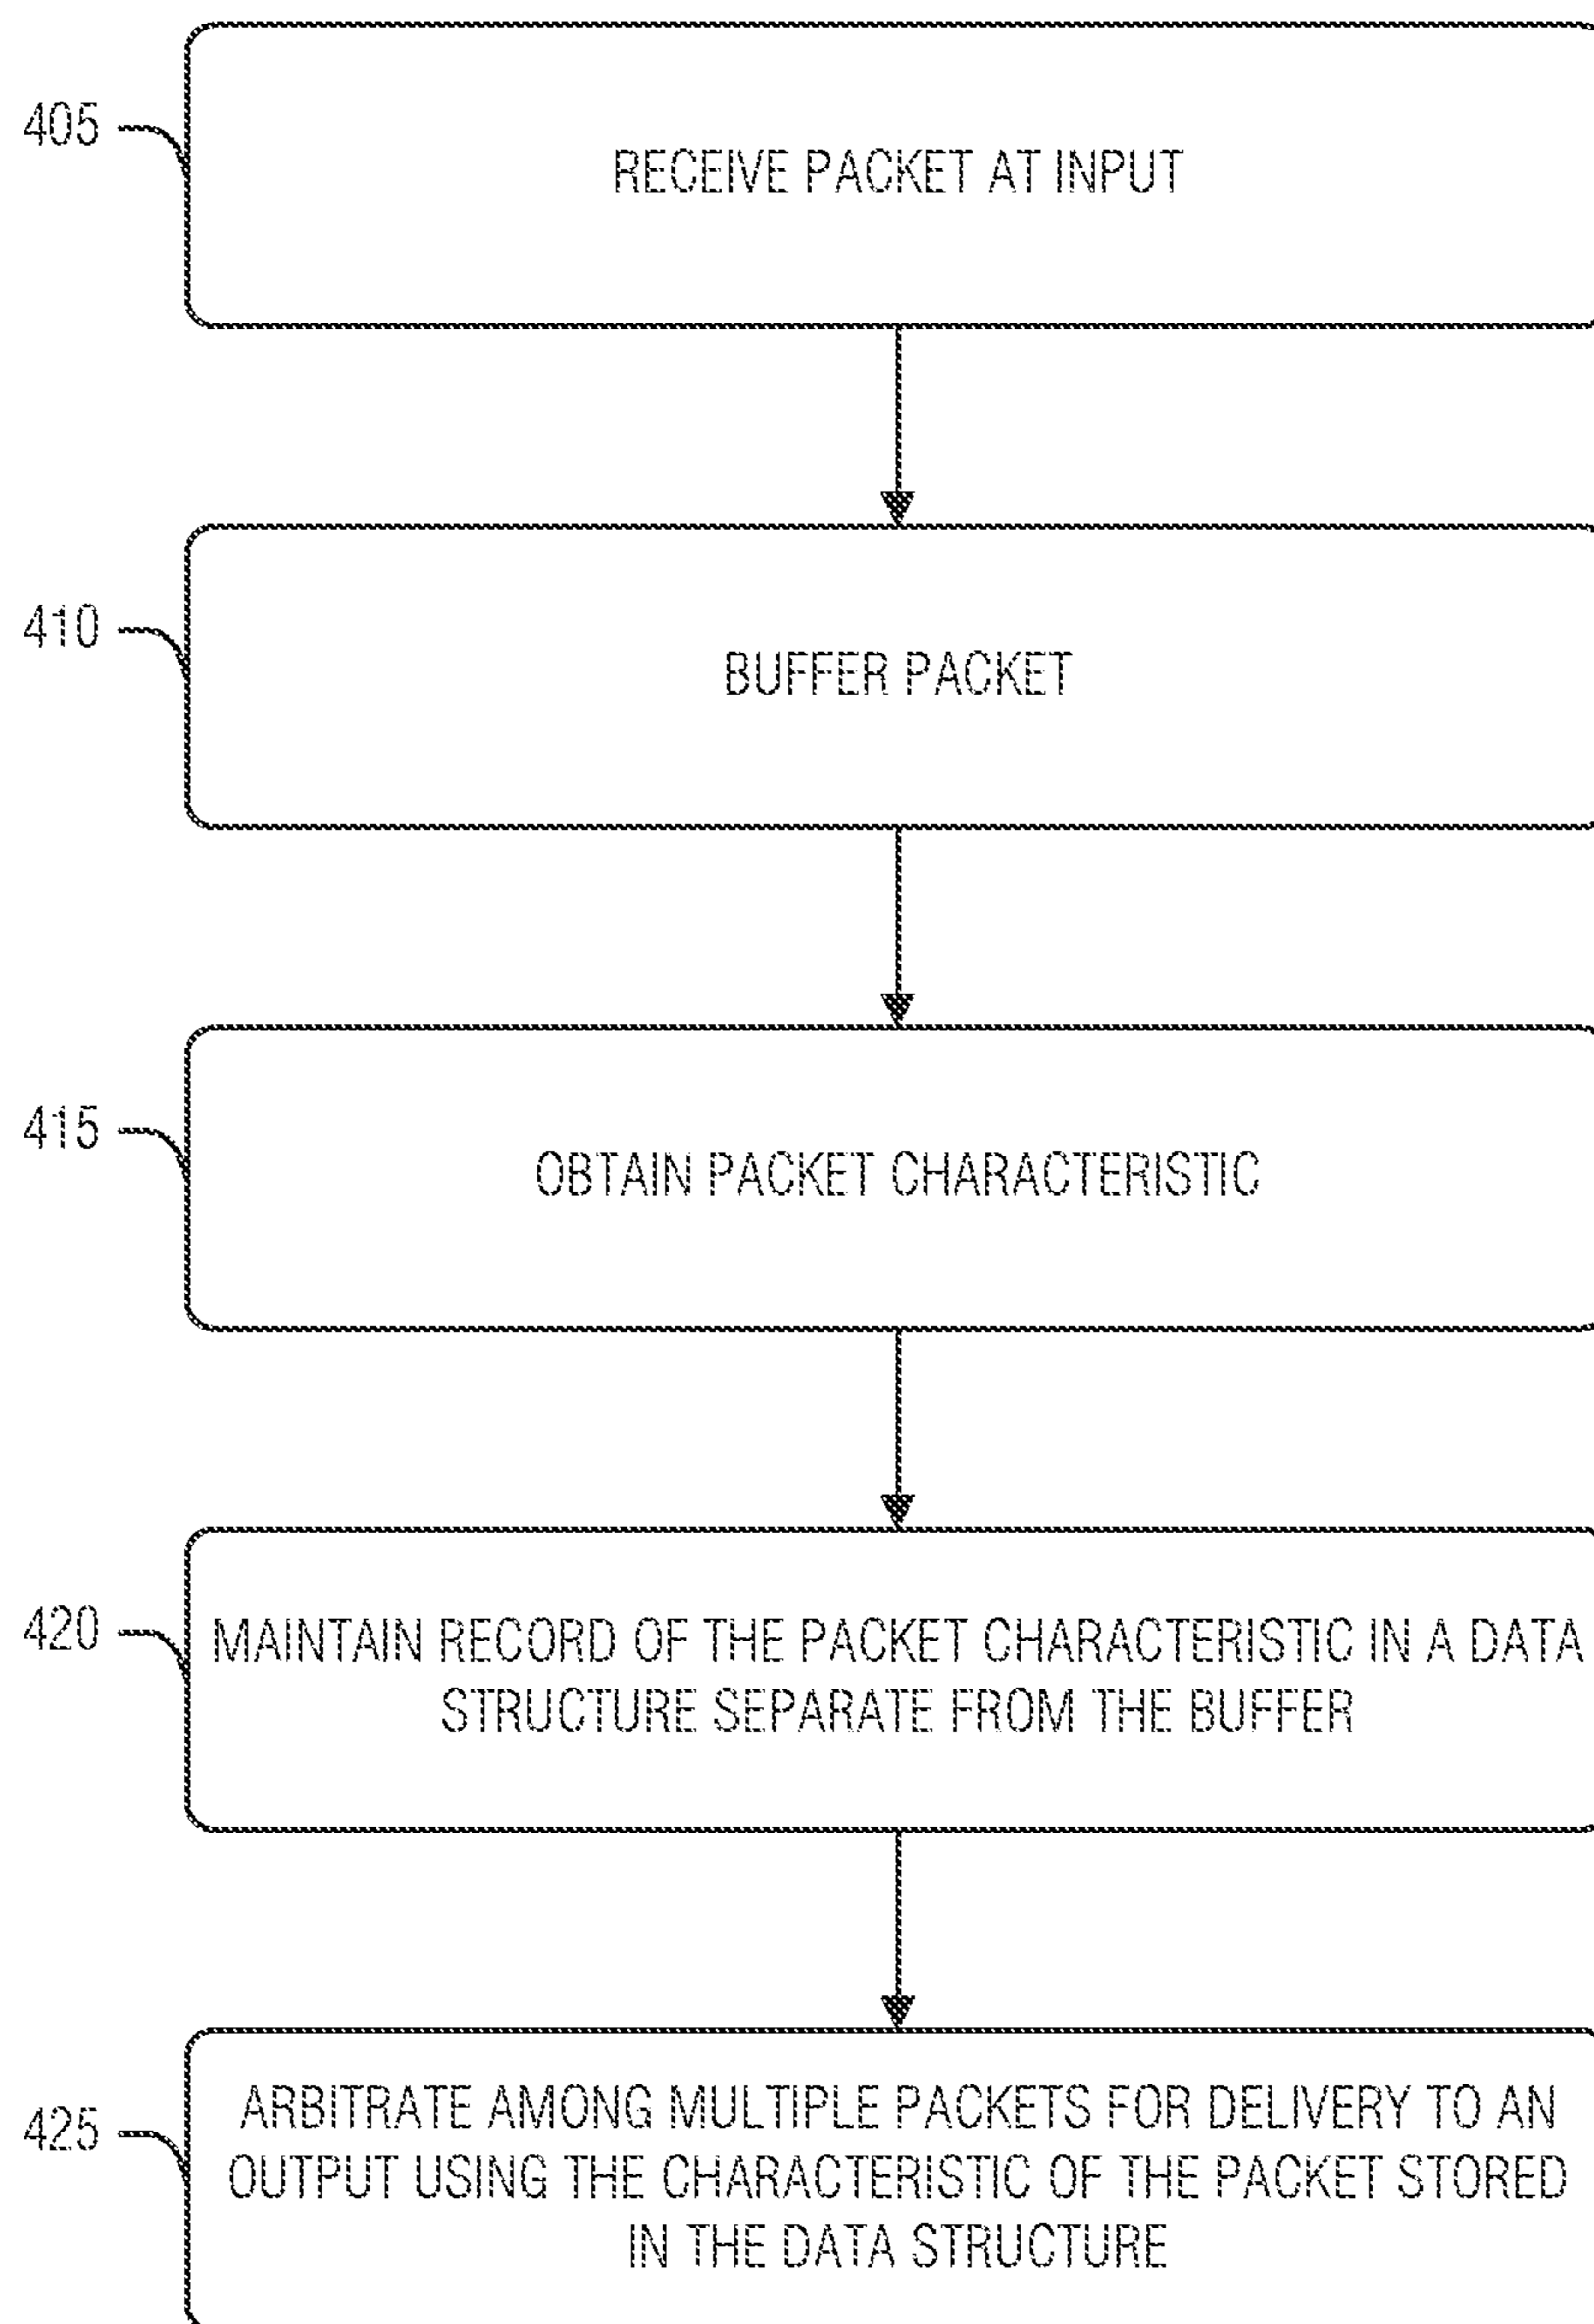 405
RECEIVE PACKET AT INPUT
410
BUFFER PACKET
415
OBTAIN PACKET CHARACTERISTIC
420
MAINTAIN RECORD OF THE PACKET CHARACTERISTIC IN A DATA
STRUCTURE SEPARATE FROM THE BUFFER
425
ARBITRATE AMONG MULTIPLE PACKETS FOR DELIVERY TO AN
OUTPUT USING THE CHARACTERISTIC OF THE PACKET STORED
IN THE DATA STRUCTURE